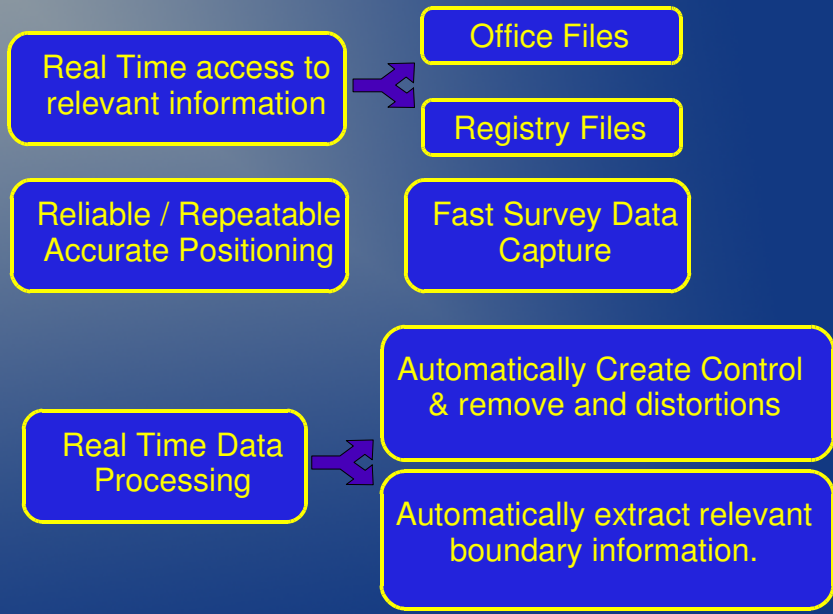 Real Time access to
relevant information
Office Files
Registry Files
Reliable / Repeatable
Accurate Positioning
Fast Survey Data
Capture
Real Time Data
Processing
Automatically Create Control
& remove and distortions
Automatically extract relevant
boundary information.